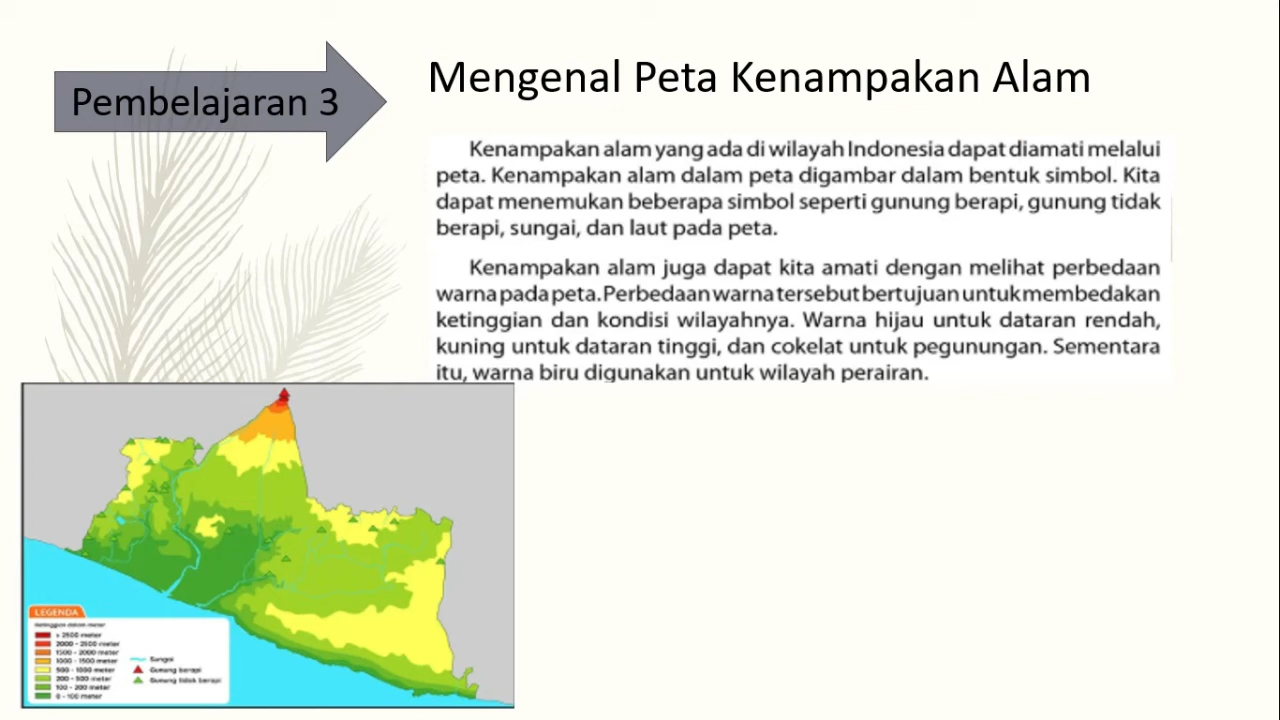 Pembelajaran 3
Mengenal Peta Kenampakan Alam
Kenampakan alam yang ada di wilayah Indonesia dapat diamati melalui
peta. Kenampakan alam dalam peta digambar dalam bentuk simbol. Kita
dapat menemukan beberapa simbol seperti gunung berapi, gunung tidak
berapi, sungai, dan laut pada peta.
Kenampakan alam juga dapat kita amati dengan melihat perbedaan
warna pada peta. Perbedaan warna tersebut bertujuan untuk membedakan
ketinggian dan kondisi wilayahnya. Warna hijau untuk dataran rendah,
kuning untuk dataran tinggi, dan cokelat untuk pegunungan. Sementara
itu, warna biru digunakan untuk wilayah perairan.
LEGENDA
Ketinggian dalam meter
> 2500 meter
2000 - 2500 meter
1500 - 2000 meter
1000 - 1500 meter
500 - 1000 meter
200 - 500 meter
100 - 200 meter
0 - 100 meter
Sungai
Gunung berapi
Gunung tidak berapi